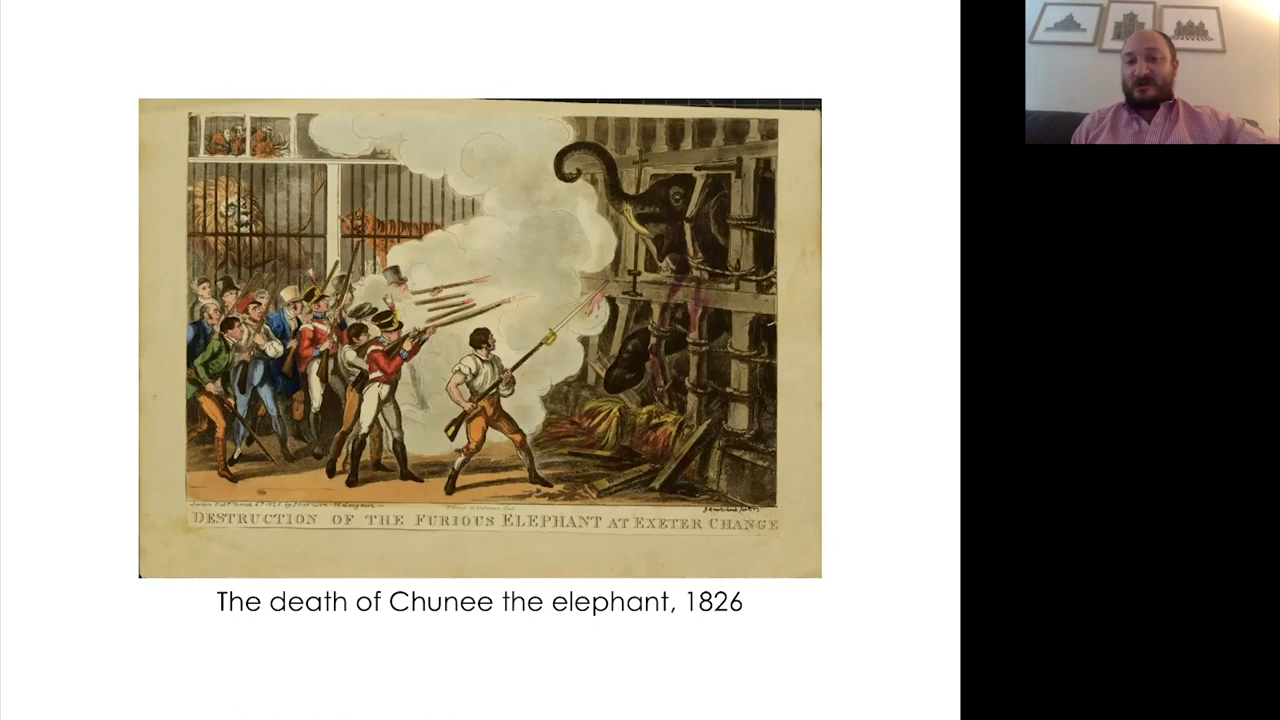 DESTRUCTION OF THE FURIOUS ELEPHANT AT EXETER CHANGE
The death of Chunee the elephant, 1826